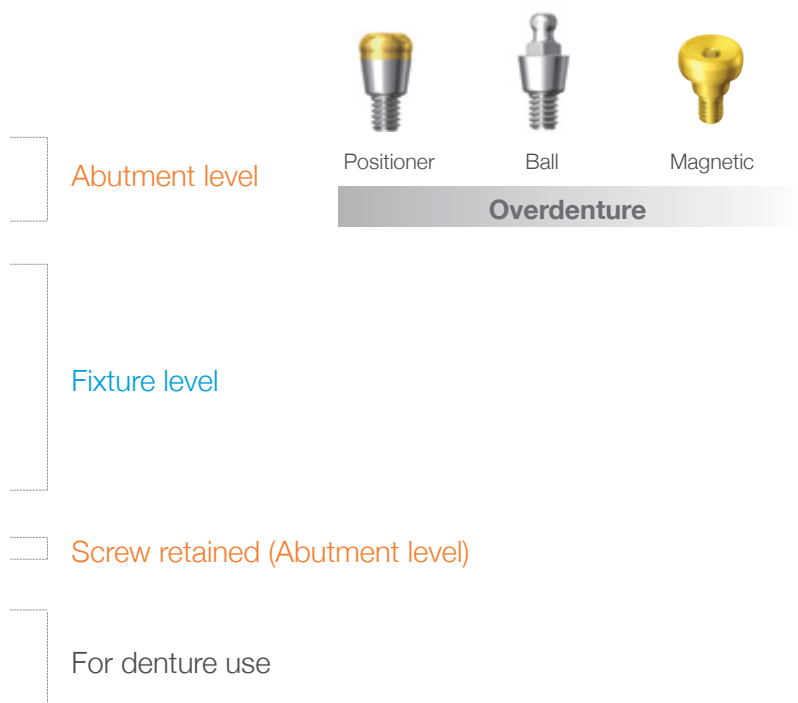 Positioner Ball Magnetic
Abutment level
Overdenture
Fixture level
Screw retained (Abutment level)
For denture use